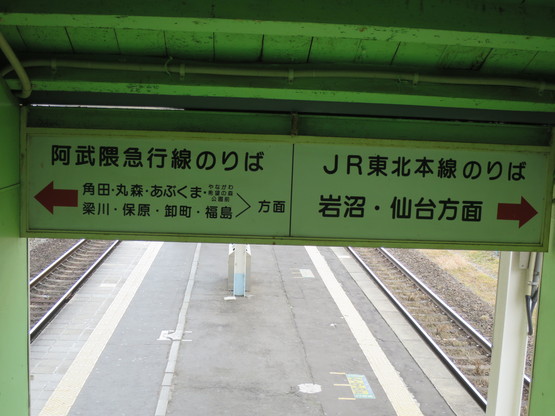 阿武隈急行線のりば
角田・丸森・あぶくま・やながわ希望の森公園前
梁川・保原・卸町・福島
方面
JR東北本線のりば
岩沼・仙台方面